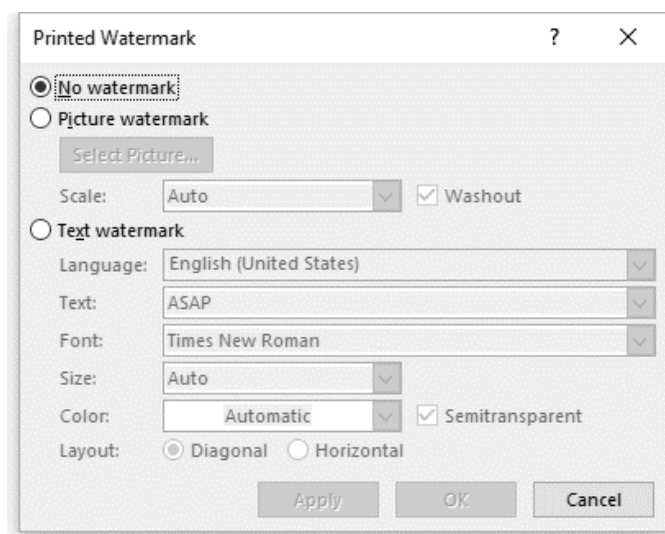 Printed Watermark ?
No watermark
Picture watermark
Select Picture...
Scale: Auto Washout
Text watermark
Language: English (United States)
Text: ASAP
Font: Times New Roman
Size: Auto
Color: Automatic Semitransparent
Layout: Diagonal Horizontal
Apply OK Cancel